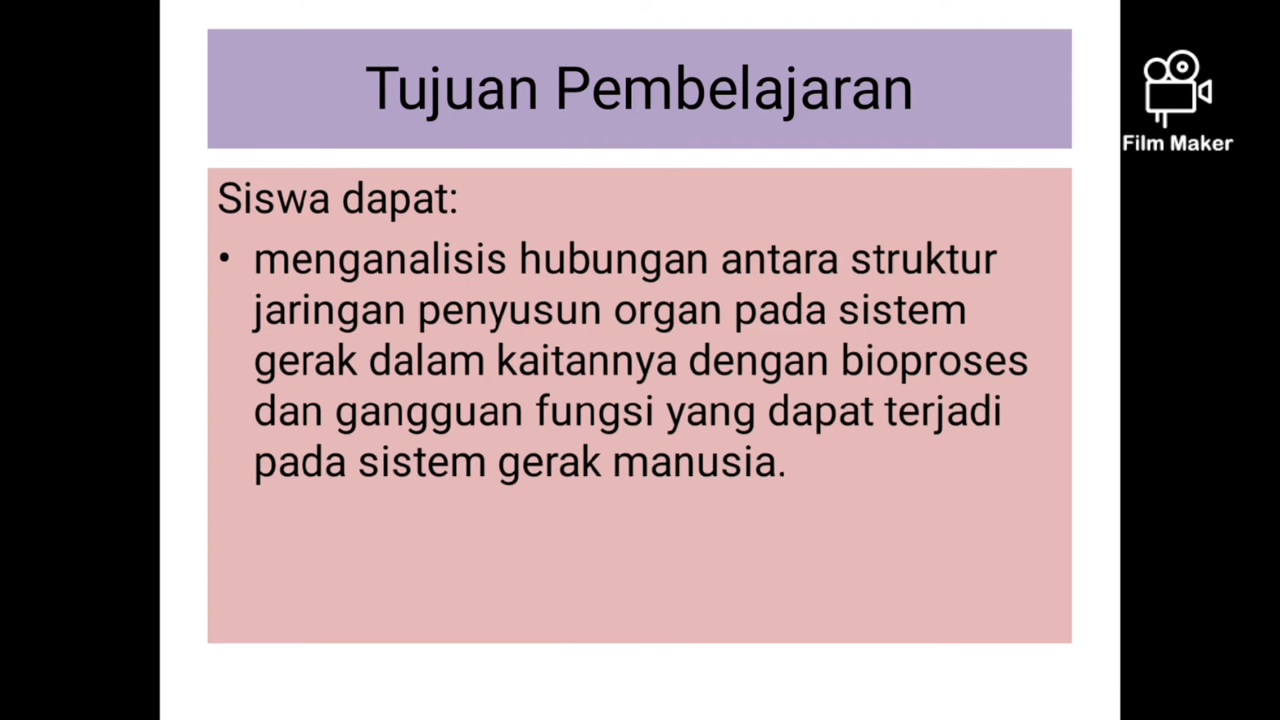 Tujuan Pembelajaran
Film Maker
Siswa dapat:
• menganalisis hubungan antara struktur
jaringan penyusun organ pada sistem
gerak dalam kaitannya dengan bioproses
dan gangguan fungsi yang dapat terjadi
pada sistem gerak manusia.